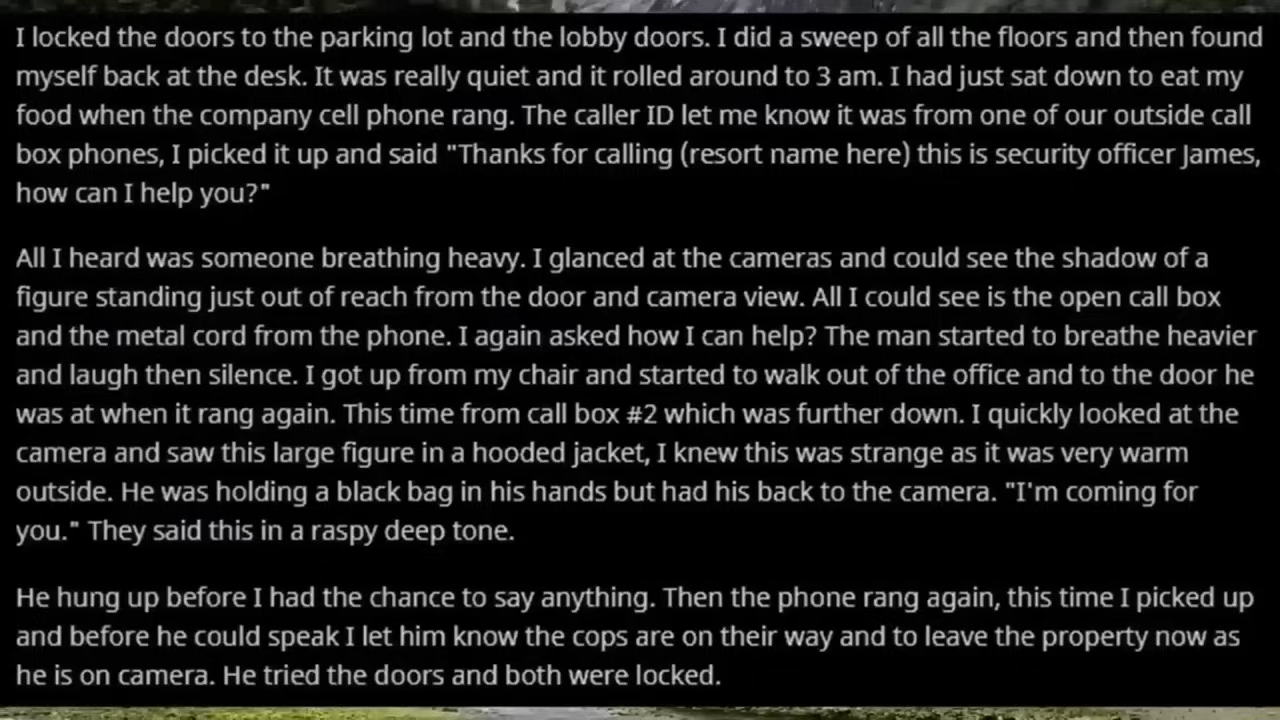 I locked the doors to the parking lot and the lobby doors. I did a sweep of all the floors and then found
myself back at the desk. It was really quiet and it rolled around to 3 am. I had just sat down to eat my
food when the company cell phone rang. The caller ID let me know it was from one of our outside call
box phones, I picked it up and said "Thanks for calling (resort name here) this is security officer James,
how can I help you?"
All I heard was someone breathing heavy. I glanced at the cameras and could see the shadow of a
figure standing just out of reach from the door and camera view. All I could see is the open call box
and the metal cord from the phone. I again asked how I can help? The man started to breathe heavier
and laugh then silence. I got up from my chair and started to walk out of the office and to the door he
was at when it rang again. This time from call box #2 which was further down. I quickly looked at the
camera and saw this large figure in a hooded jacket, I knew this was strange as it was very warm
outside. He was holding a black bag in his hands but had his back to the camera. "I'm coming for
you." They said this in a raspy deep tone.
He hung up before I had the chance to say anything. Then the phone rang again, this time I picked up
and before he could speak I let him know the cops are on their way and to leave the property now as
he is on camera. He tried the doors and both were locked.